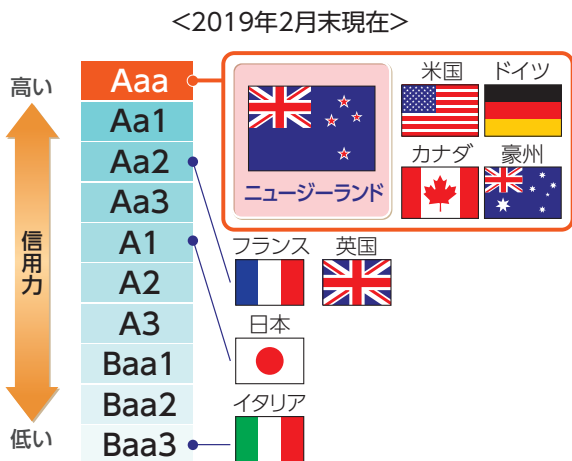 <2019年2月末現在>
高い
信用力
低い
Aaa
Aa1
Aa2
Aa3
A1
A2
A3
Baa1
Baa2
Baa3
ニュージーランド
米国 ドイツ
カナダ 豪州
フランス 英国
日本
イタリア